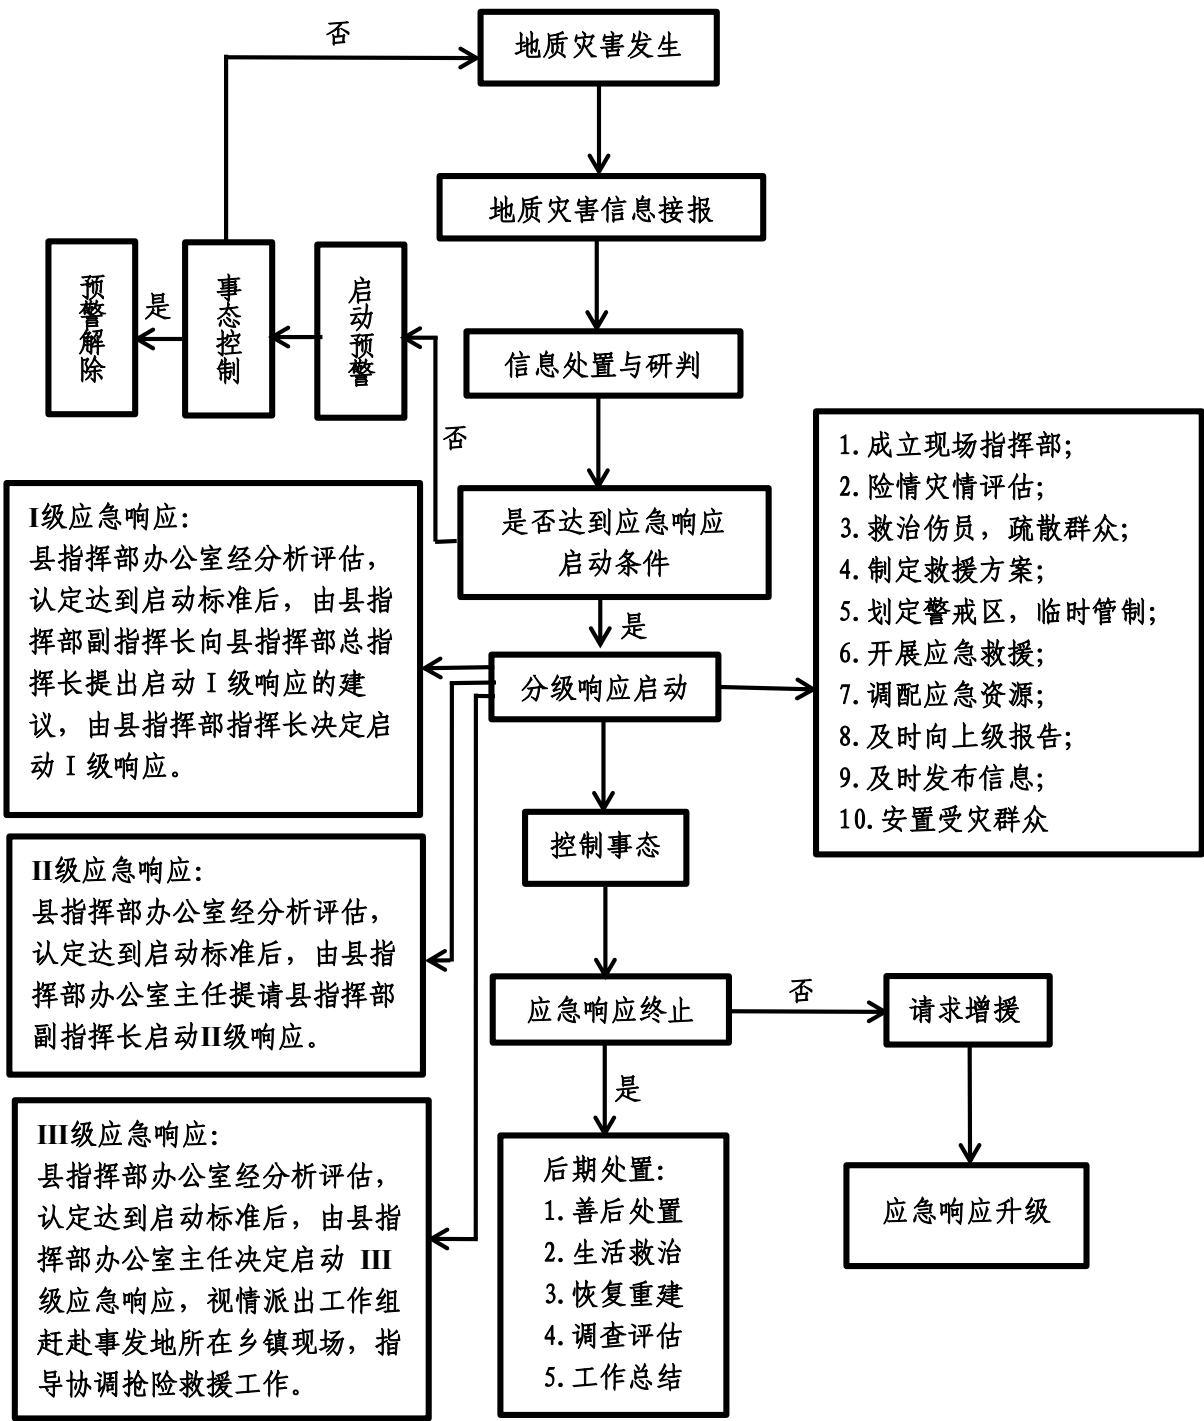 否
地质灾害发生
地质灾害信息接报
预警解除
是
事态控制
启动预警
信息处置与研判
否
是否达到应急响应
启动条件
是
分级响应启动
I级应急响应：
县指挥部办公室经分析评估，
认定达到启动标准后，由县指
挥部副指挥长向县指挥部总指
挥长提出启动Ⅰ级响应的建
议，由县指挥部指挥长决定启
动Ⅰ级响应。
1.成立现场指挥部；
2.险情灾情评估；
3.救治伤员，疏散群众；
4.制定救援方案；
5.划定警戒区，临时管制；
6.开展应急救援；
7.调配应急资源；
8.及时向上级报告；
9.及时发布信息；
10.安置受灾群众
控制事态
II级应急响应：
县指挥部办公室经分析评估，
认定达到启动标准后，由县指
挥部办公室主任提请县指挥部
副指挥长启动II级响应。
应急响应终止
否
请求增援
是
应急响应升级
III级应急响应：
县指挥部办公室经分析评估，
认定达到启动标准后，由县指
挥部办公室主任决定启动 III
级应急响应，视情派出工作组
赶赴事发地所在乡镇现场，指
导协调抢险救援工作。
后期处置：
1.善后处置
2.生活救治
3.恢复重建
4.调查评估
5.工作总结